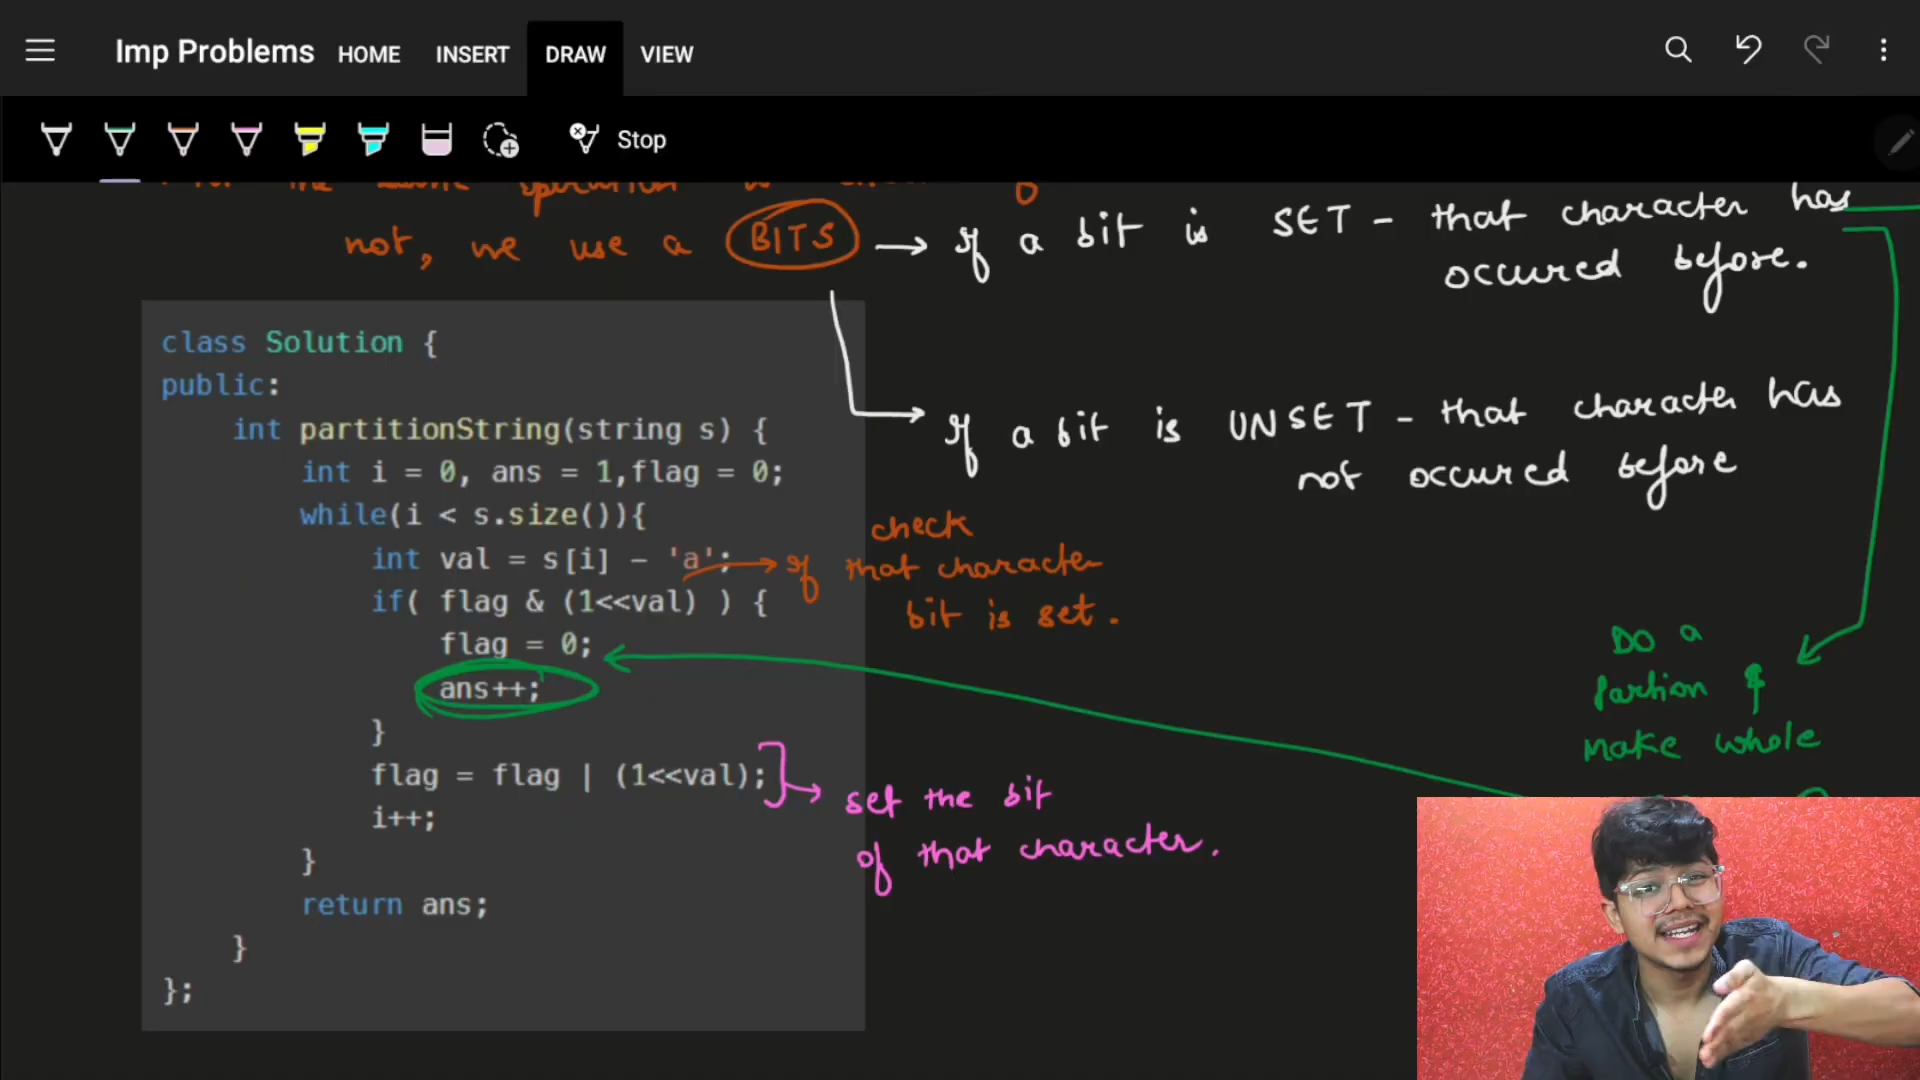 Imp Problems HOME INSERT DRAW VIEW
Stop
not, we use a BITS → If a bit is SET - that character has
occured before.
If a bit is UNSET - that character has
not occured before
class Solution {
public:
int partitionString(string s) {
int i = 0, ans = 1,flag = 0;
while(i < s.size()){
int val = s[i] - 'a';
if( flag & (1<<val) ) {
flag = 0;
ans++;
}
flag = flag | (1<<val);
i++;
}
return ans;
}
};
check
If that character
bit is set.
Do a
make whole
set the bit
of that character.